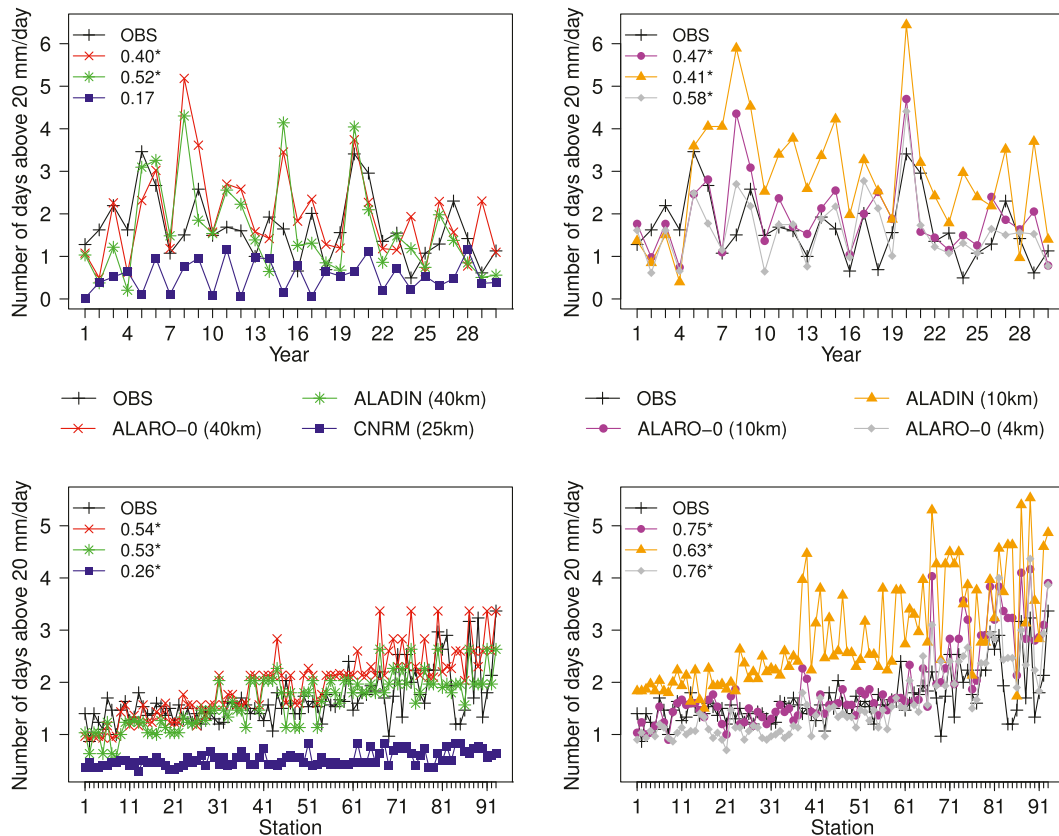 Number of days above 20 mm/day
6
5
4
3
2
1
0
OBS
0.40*
0.52*
0.17
1 4 7 10 13 16 19 22 25 28
Year
Number of days above 20 mm/day
6
5
4
3
2
1
0
OBS
0.47*
0.41*
0.58*
1 4 7 10 13 16 19 22 25 28
Year
OBS
ALADIN (40km)
ALARO-0 (40km)
CNRM (25km)
OBS
ALADIN (10km)
ALARO-0 (10km)
ALARO-0 (4km)
Number of days above 20 mm/day
5
4
3
2
1
OBS
0.54*
0.53*
0.26*
1 11 21 31 41 51 61 71 81 91
Station
Number of days above 20 mm/day
5
4
3
2
1
OBS
0.75*
0.63*
0.76*
1 11 21 31 41 51 61 71 81 91
Station